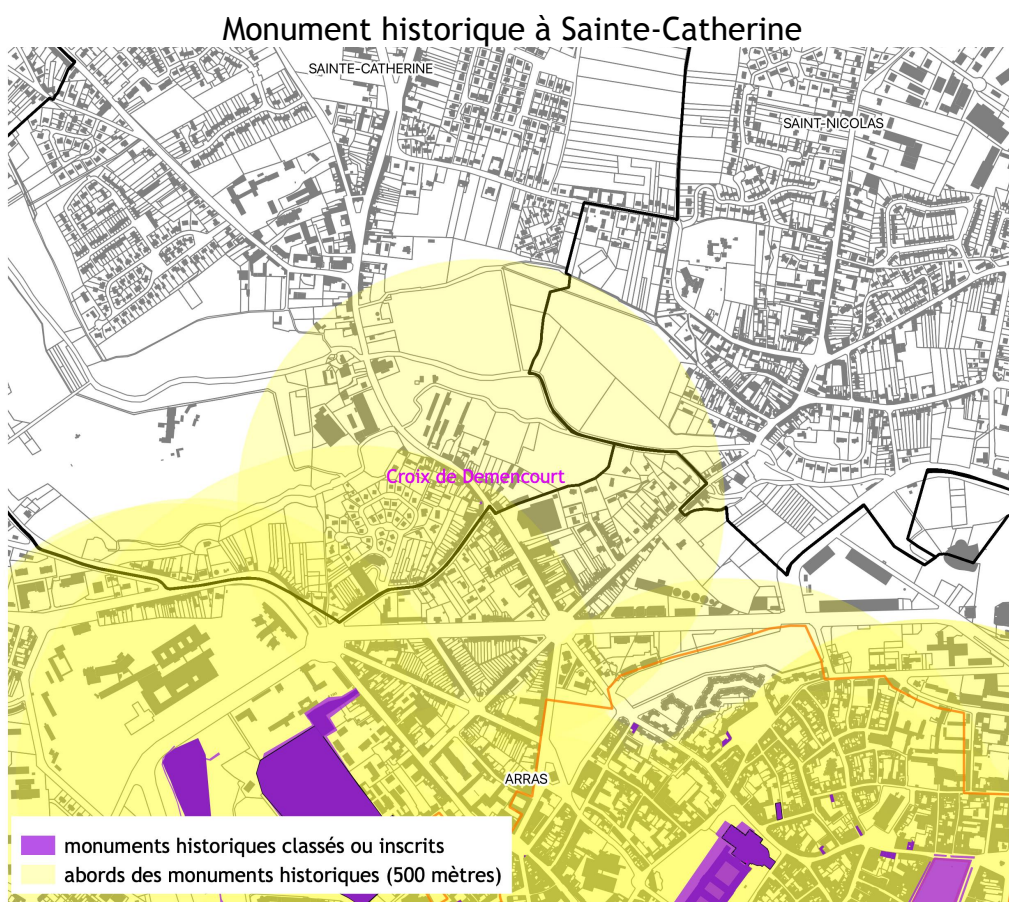 Monument historique à Sainte-Catherine
SAINTE-CATHERINE
SAINT-NICOLAS
Croix de Demencourt
ARRAS
monuments historiques classés ou inscrits
abords des monuments historiques (500 mètres)